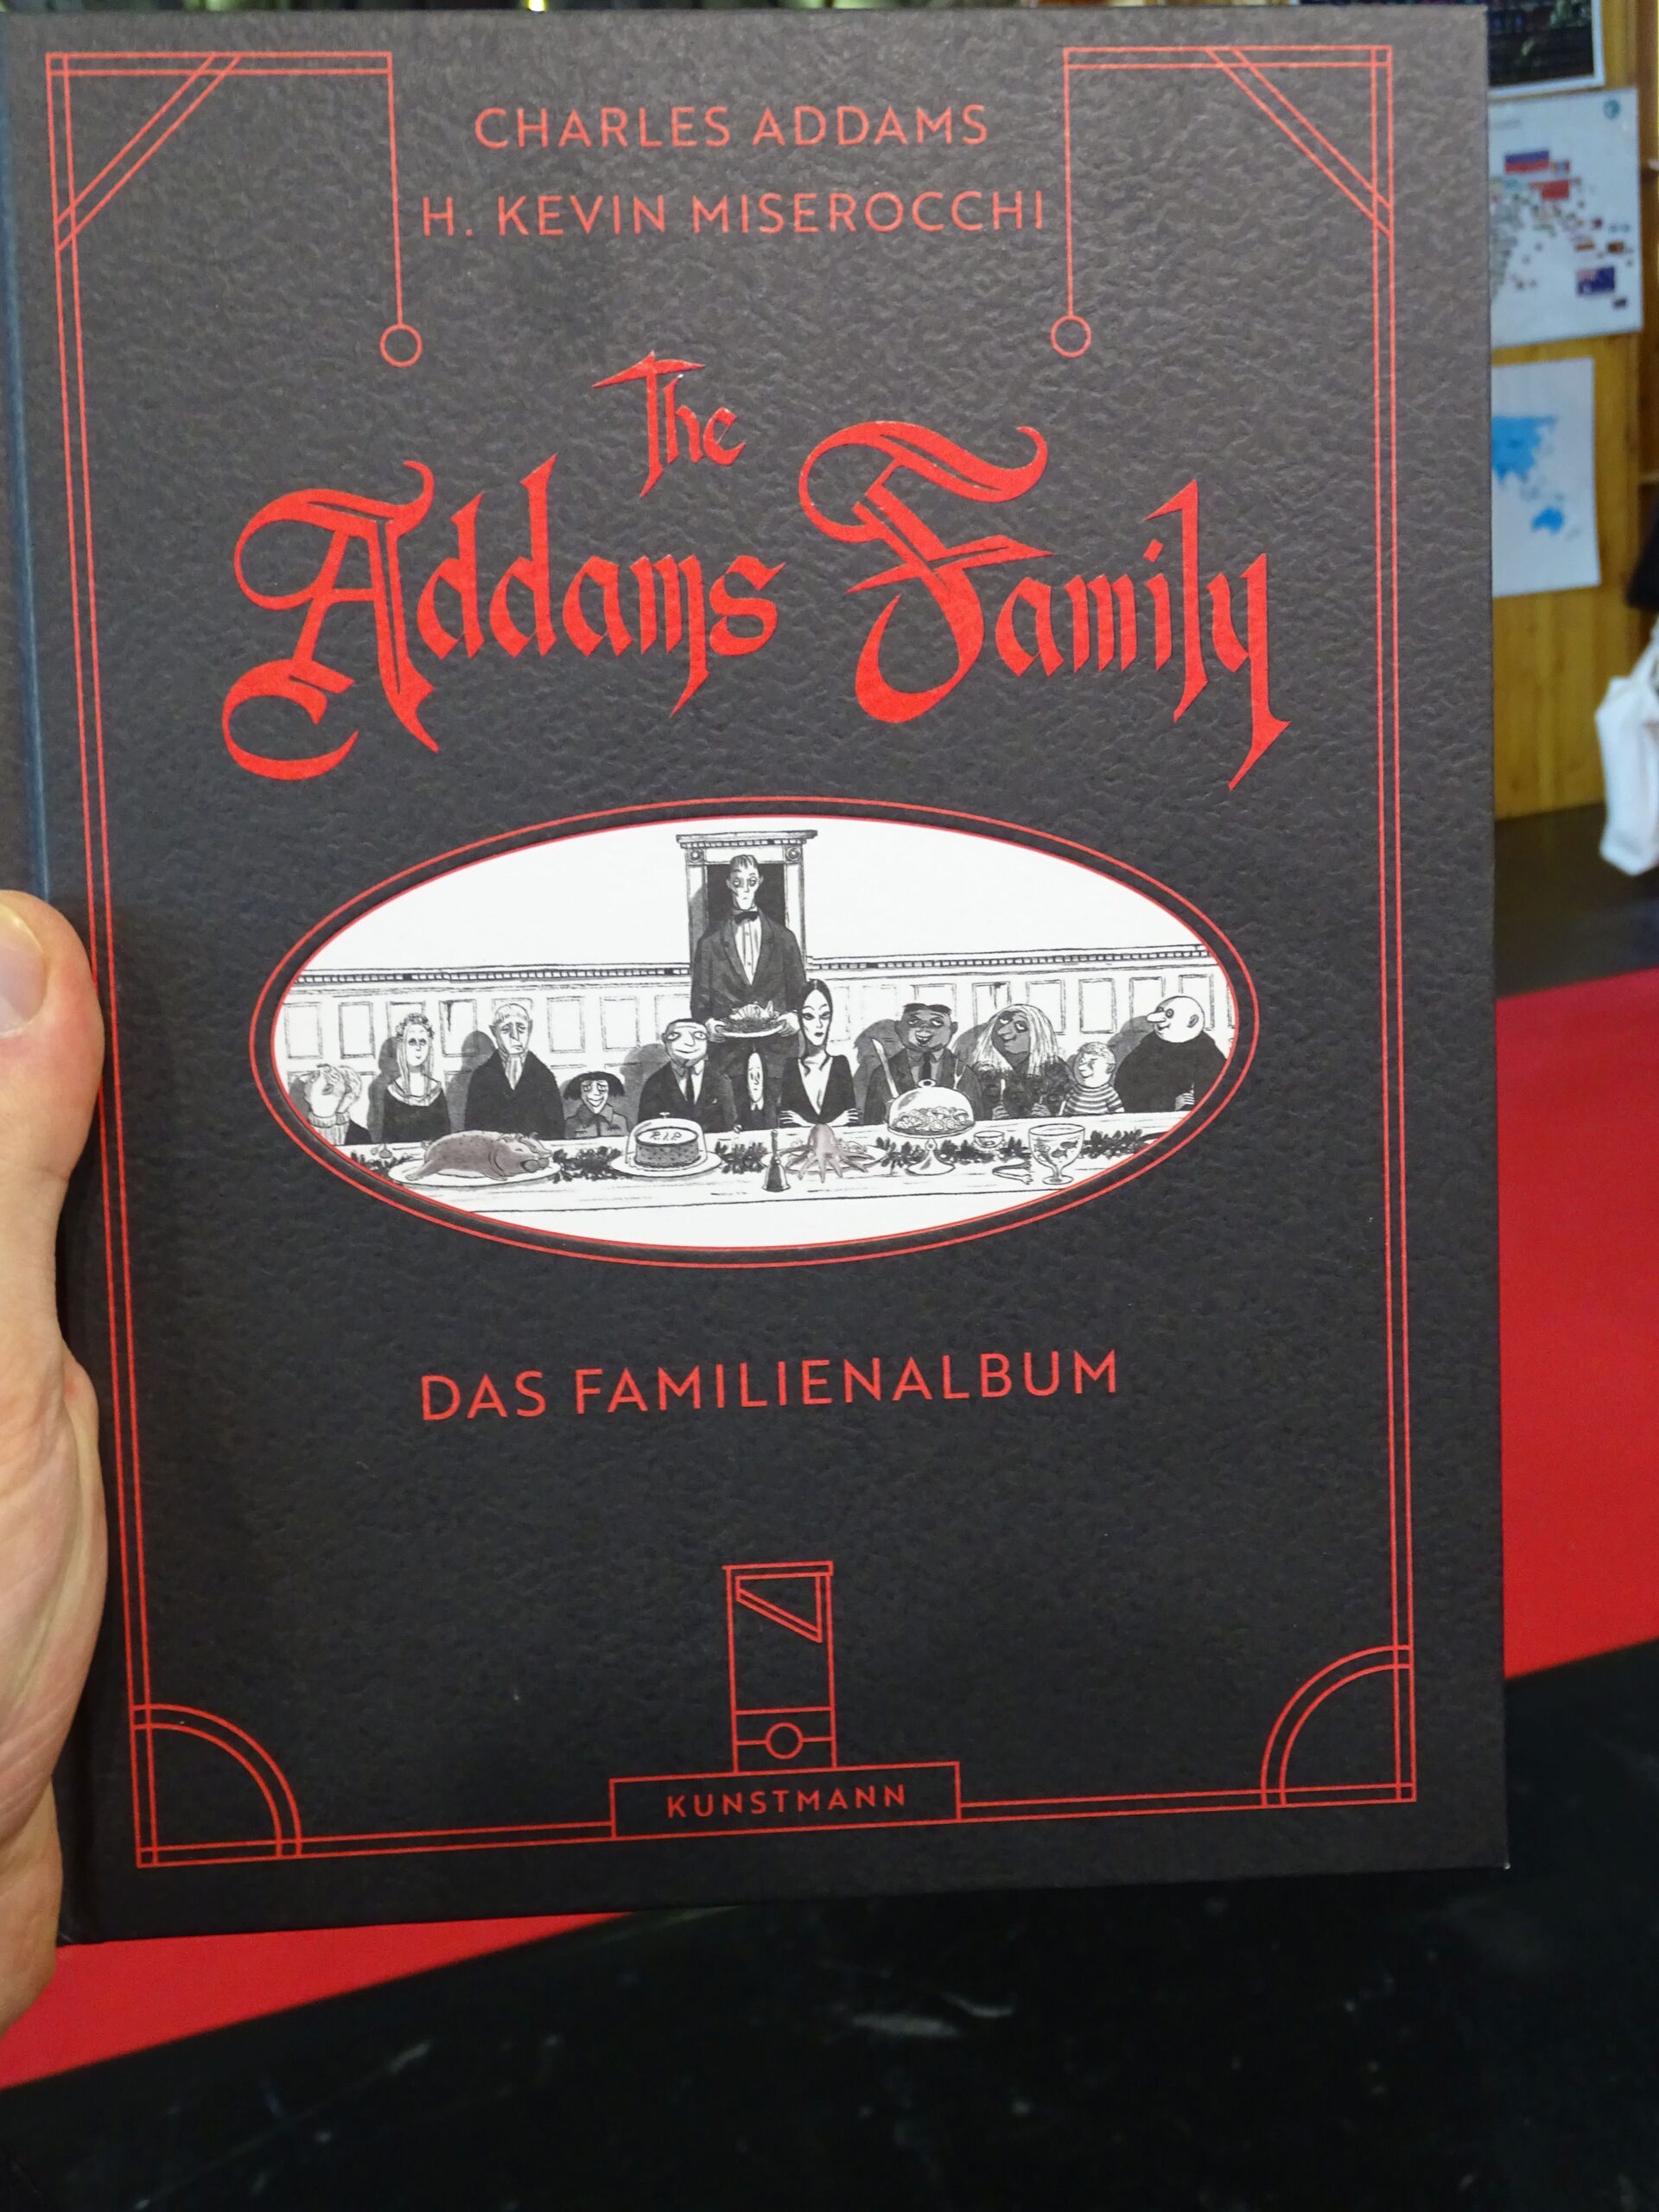 CHARLES ADDAMS
H. KEVIN MISEROCCHI
The
Addams Family
R.I.P
DAS FAMILIENALBUM
KUNSTMANN